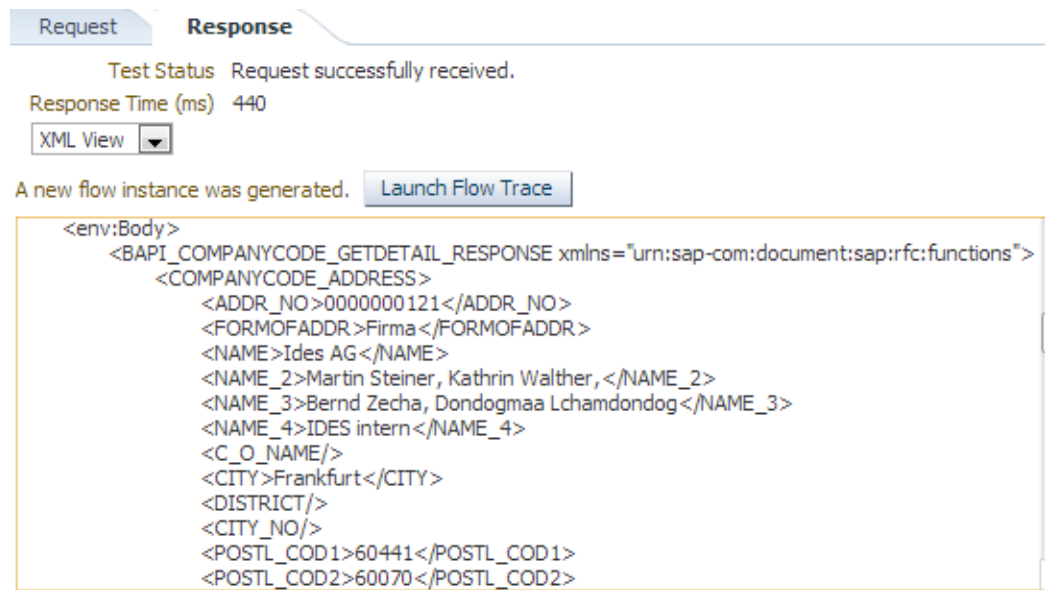 Request Response
Test Status Request successfully received.
Response Time (ms) 440
XML View
A new flow instance was generated. Launch Flow Trace
<env:Body>
<BAPI_COMPANYCODE_GETDETAIL_RESPONSE xmlns="urn:sap-com:document:sap:rfc:functions">
<COMPANYCODE_ADDRESS>
<ADDR_NO>0000000121</ADDR_NO>
<FORMOFADDR>Firma</FORMOFADDR>
<NAME>Ides AG</NAME>
<NAME_2>Martin Steiner, Kathrin Walther,</NAME_2>
<NAME_3>Bernd Zecha, Dondogmaa Lchamdondog</NAME_3>
<NAME_4>IDES intern</NAME_4>
<C_O_NAME/>
<CITY>Frankfurt</CITY>
<DISTRICT/>
<CITY_NO/>
<POSTL_COD1>60441</POSTL_COD1>
<POSTL_COD2>60070</POSTL_COD2>